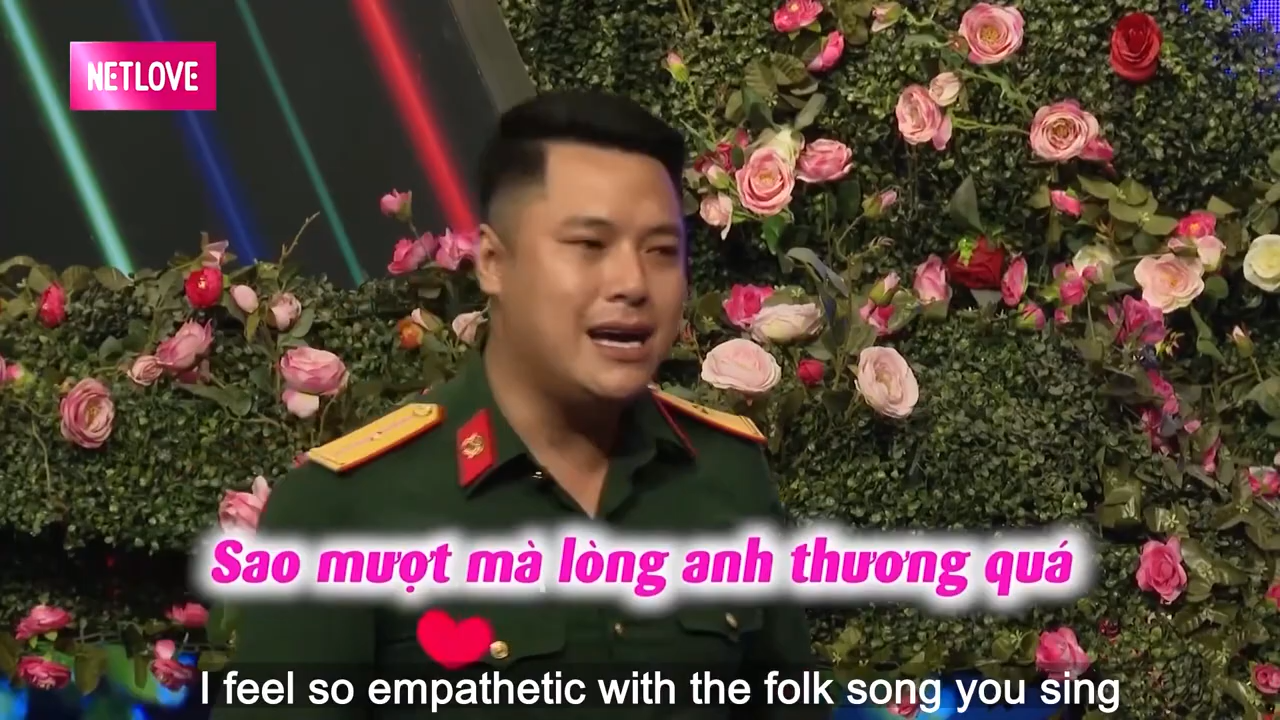 NETLOVE
Sao mượt mà lòng anh thương quá
I feel so empathetic with the folk song you sing